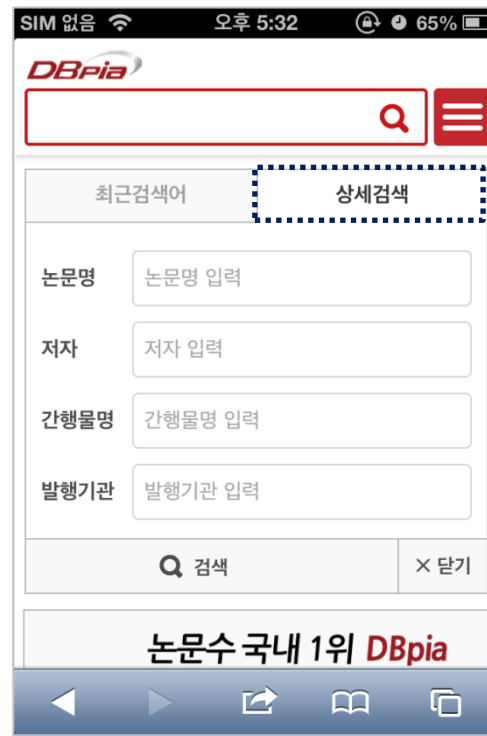 SIM 없음 오후 5:32 65%
DBpia
최근검색어 상세검색
논문명 논문명 입력
저자 저자 입력
간행물명 간행물명 입력
발행기관 발행기관 입력
검색 × 닫기
논문수 국내 1위 DBpia